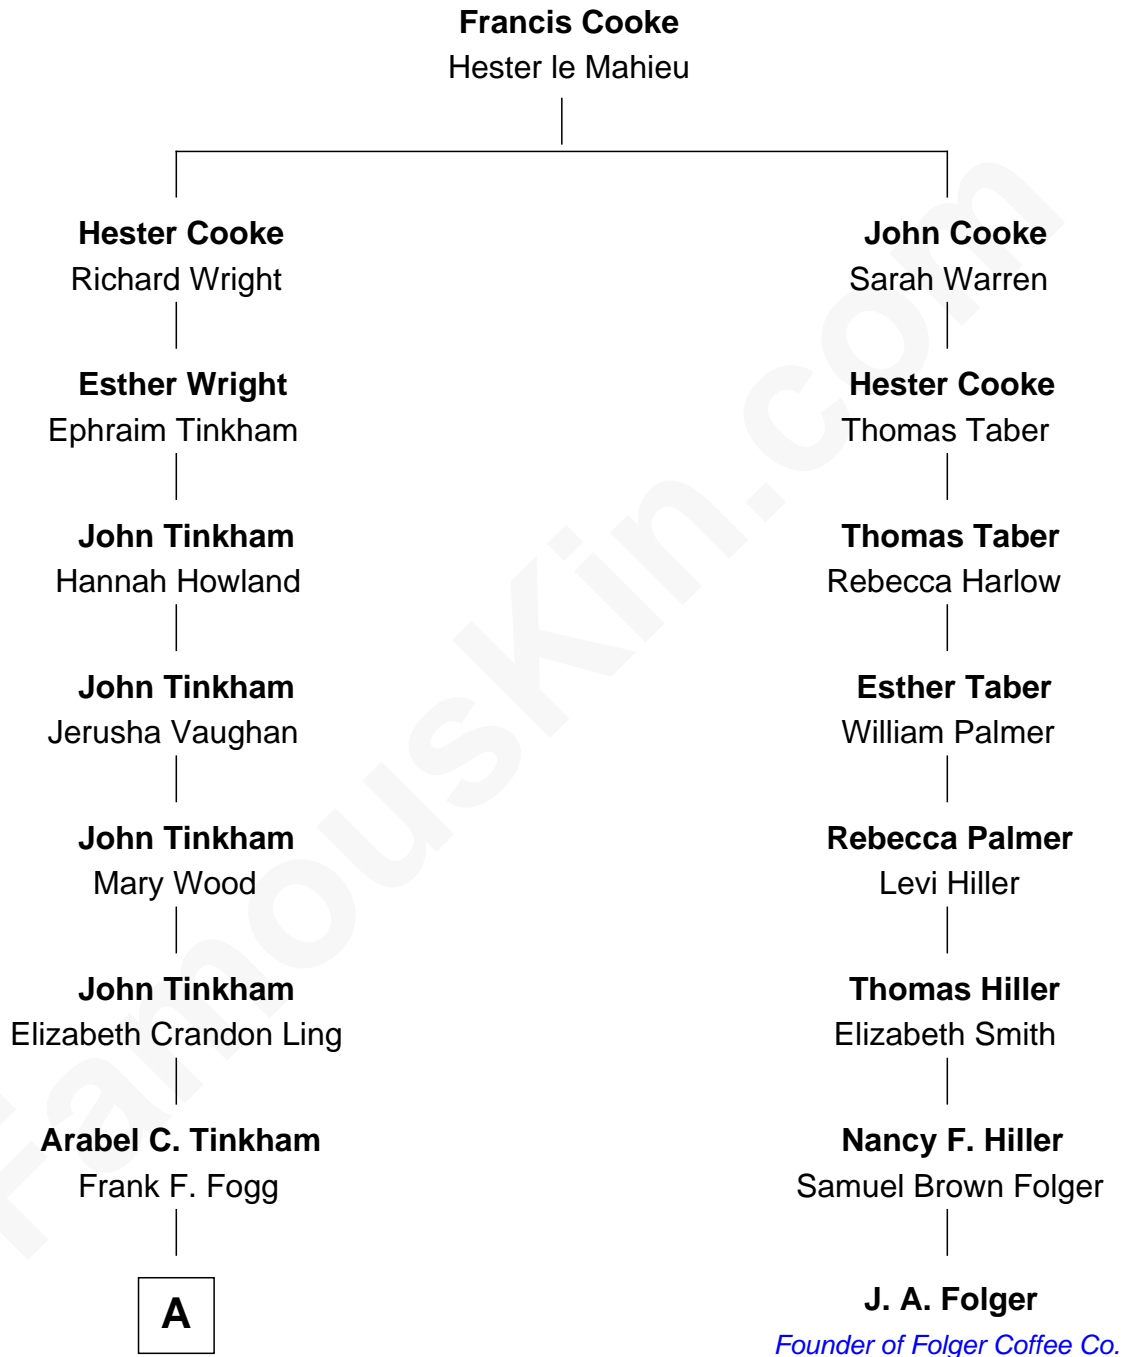 Francis Cooke
Hester le Mahieu
Hester Cooke
Richard Wright
Esther Wright
Ephraim Tinkham
John Tinkham
Hannah Howland
John Tinkham
Jerusha Vaughan
John Tinkham
Mary Wood
John Tinkham
Elizabeth Crandon Ling
Arabel C. Tinkham
Frank F. Fogg
A
John Cooke
Sarah Warren
Hester Cooke
Thomas Taber
Thomas Taber
Rebecca Harlow
Esther Taber
William Palmer
Rebecca Palmer
Levi Hiller
Thomas Hiller
Elizabeth Smith
Nancy F. Hiller
Samuel Brown Folger
J. A. Folger
Founder of Folger Coffee Co.
FamousKin.com